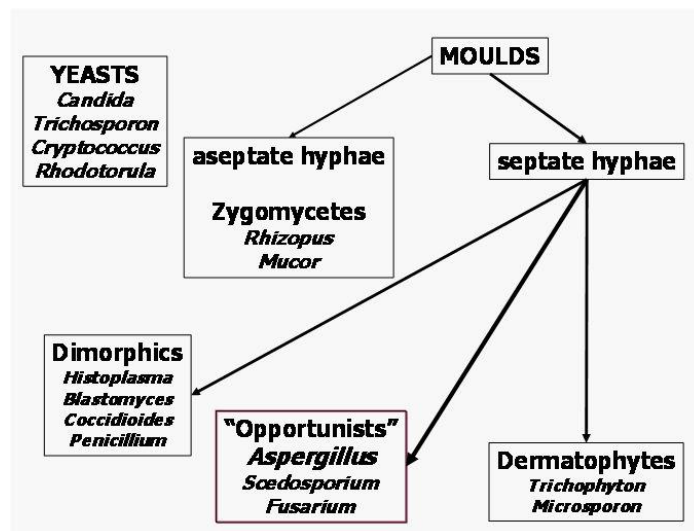 MOULDS
YEASTS
Candida
Trichosporon
Cryptococcus
Rhodotorula
aseptate hyphae
Zygomycetes
Rhizopus
Mucor
septate hyphae
Dimorphics
Histoplasma
Blastomyces
Coccidioides
Penicillium
"Opportunists"
Aspergillus
Scedosporium
Fusarium
Dermatophytes
Trichophyton
Microsporon